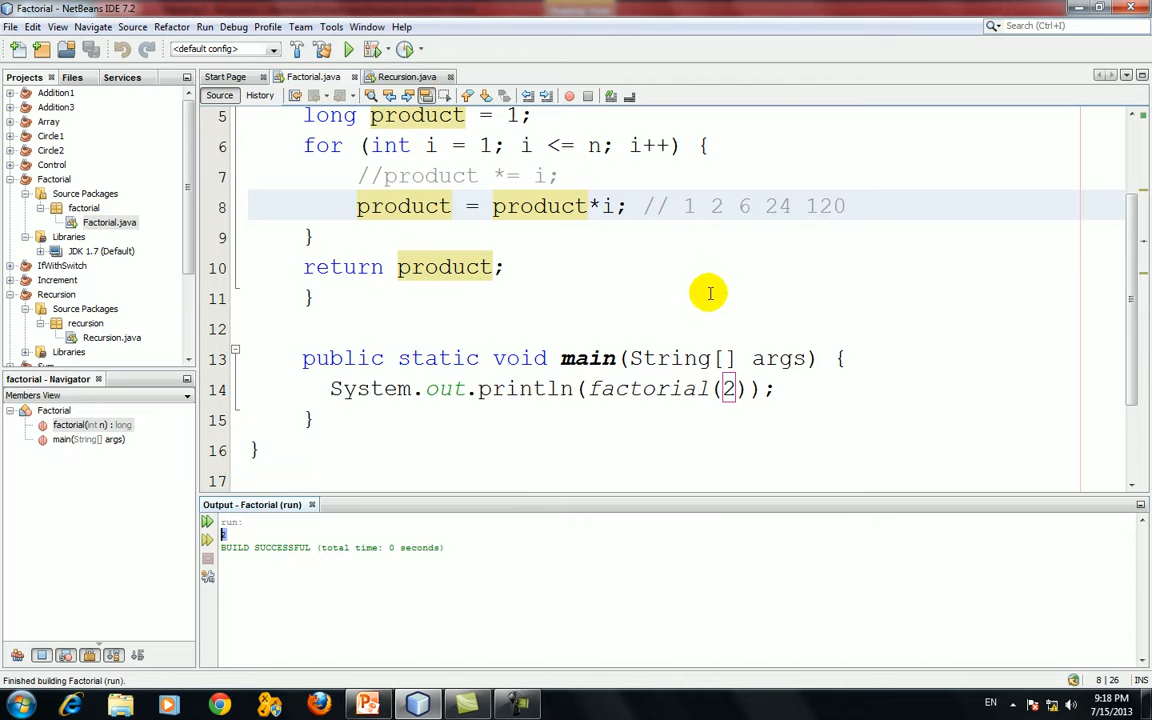 Factorial - NetBeans IDE 7.2
File Edit View Navigate Source Refactor Run Debug Profile Team Tools Window Help
Search (Ctrl+I)
<default config>
Projects Files Services
Start Page Factorial.java Recursion.java
Source History
Addition1
Addition3
Array
Circle1
Circle2
Control
Factorial
Source Packages
factorial
Factorial.java
Libraries
JDK 1.7 (Default)
IfWithSwitch
Increment
Recursion
Source Packages
recursion
Recursion.java
Libraries
5 long product = 1;
6 for (int i = 1; i <= n; i++) {
7 //product *= i;
8 product = product*i; // 1 2 6 24 120
9 }
10 return product;
11 }
12
13 public static void main(String[] args) {
14 System.out.println(factorial(2));
15 }
16 }
17
factorial - Navigator
Members View
Factorial
factorial(int n) : long
main(String[] args)
Output - Factorial (run)
run:
2
BUILD SUCCESSFUL (total time: 0 seconds)
Finished building Factorial (run).
8 | 26 INS
EN
9:18 PM
7/15/2013